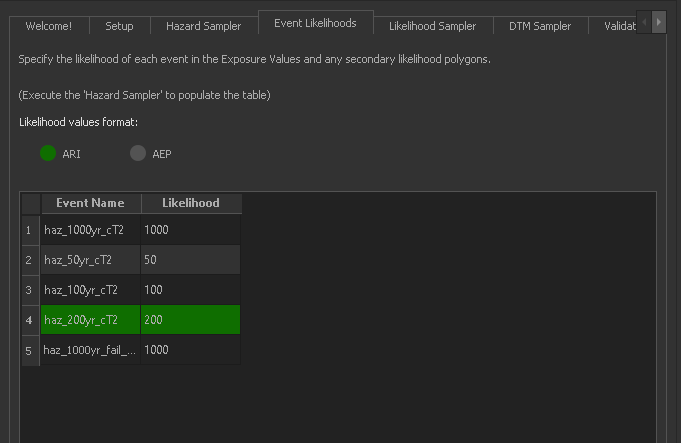 Welcome! Setup Hazard Sampler Event Likelihoods Likelihood Sampler DTM Sampler Validat
Specify the likelihood of each event in the Exposure Values and any secondary likelihood polygons.
(Execute the 'Hazard Sampler' to populate the table)
Likelihood values format:
ARI AEP
Event Name Likelihood
1 haz_1000yr_cT2 1000
2 haz_50yr_cT2 50
3 haz_100yr_cT2 100
4 haz_200yr_cT2 200
5 haz_1000yr_fail_... 1000